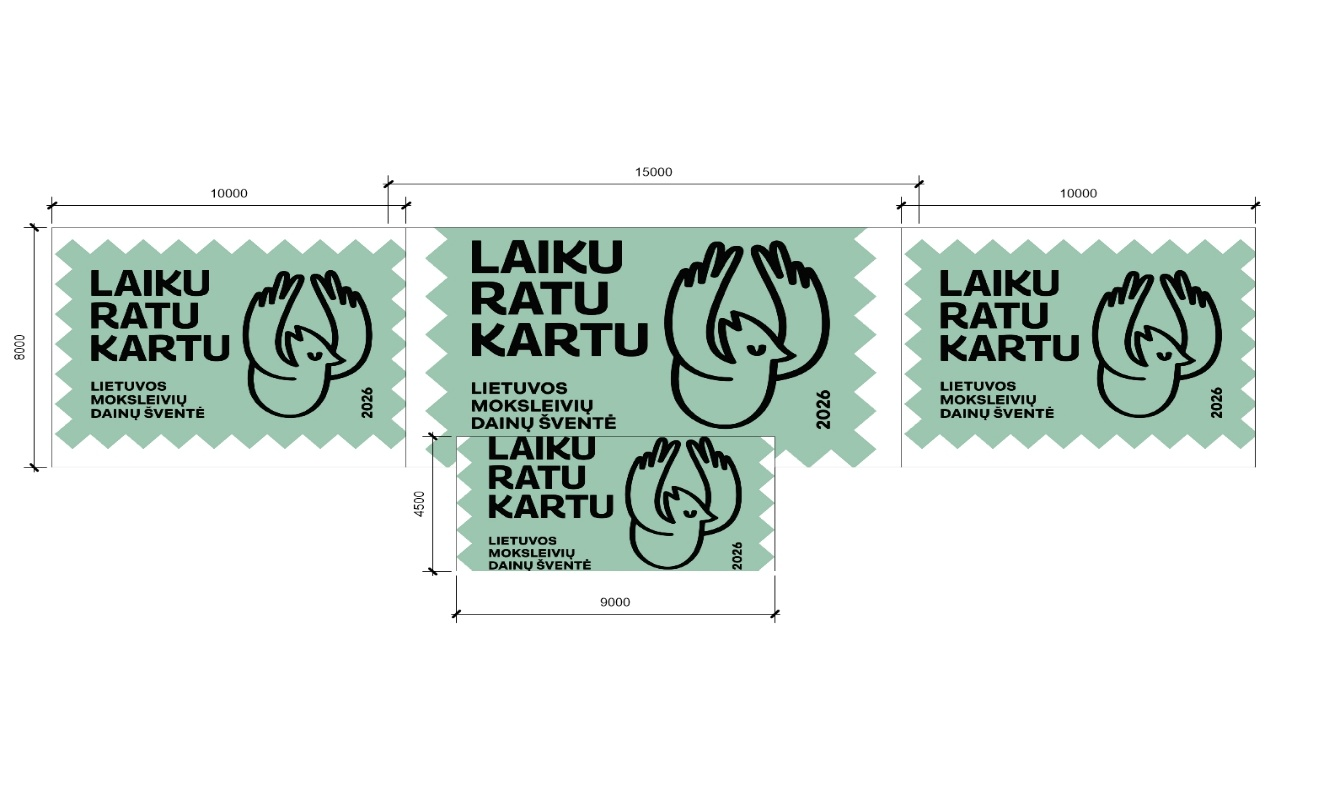 15000
10000
10000
8000
LAIKU
RATU
KARTU
LIETUVOS
MOKSLEIVIŲ
DAINŲ ŠVENTĖ
2026
LAIKU
RATU
KARTU
LIETUVOS
MOKSLEIVIŲ
DAINŲ ŠVENTĖ
2026
LAIKU
RATU
KARTU
LIETUVOS
MOKSLEIVIŲ
DAINŲ ŠVENTĖ
2026
4500
LAIKU
RATU
KARTU
LIETUVOS
MOKSLEIVIŲ
DAINŲ ŠVENTĖ
2026
9000